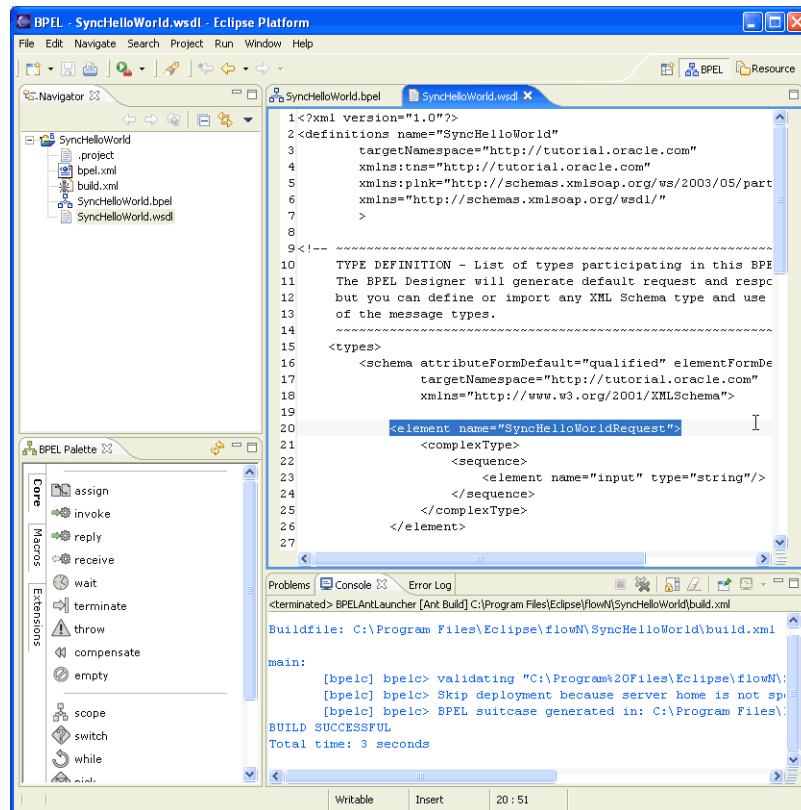 BPEL - SyncHelloWorld.wsdl - Eclipse Platform
File Edit Navigate Search Project Run Window Help
BPEL Resource
Navigator
SyncHelloWorld
.project
bpel.xml
build.xml
SyncHelloWorld.bpel
SyncHelloWorld.wsdl
SyncHelloWorld.bpel SyncHelloWorld.wsdl
1 <?xml version="1.0"?>
2 <definitions name="SyncHelloWorld"
3 targetNamespace="http://tutorial.oracle.com"
4 xmlns:tns="http://tutorial.oracle.com"
5 xmlns:plnk="http://schemas.xmlsoap.org/ws/2003/05/part
6 xmlns="http://schemas.xmlsoap.org/wsdl/"
7 >
8
9 <!-- ~~~~~~~~~~~~~~~~~~~~~~~~~~~~~~~~~~~~~~~~~~~~~~~~~~~~~~~~~~
10 TYPE DEFINITION - List of types participating in this BPE
11 The BPEL Designer will generate default request and respo
12 but you can define or import any XML Schema type and use
13 of the message types.
14 ~~~~~~~~~~~~~~~~~~~~~~~~~~~~~~~~~~~~~~~~~~~~~~~~~~~~~~~~~~
15 <types>
16 <schema attributeFormDefault="qualified" elementFormDe
17 targetNamespace="http://tutorial.oracle.com"
18 xmlns="http://www.w3.org/2001/XMLSchema">
19
20 <element name="SyncHelloWorldRequest">
21 <complexType>
22 <sequence>
23 <element name="input" type="string"/>
24 </sequence>
25 </complexType>
26 </element>
27
BPEL Palette
Core
Macros
Extensions
assign
invoke
reply
receive
wait
terminate
throw
compensate
empty
scope
switch
while
pick
Problems Console Error Log
<terminated> BPELAntLauncher [Ant Build] C:\Program Files\Eclipse\flowN\SyncHelloWorld\build.xml
Buildfile: C:\Program Files\Eclipse\flowN\SyncHelloWorld\build.xml
main:
[bpelc] bpelc> validating "C:\Program%20Files\Eclipse\flowN\
[bpelc] bpelc> Skip deployment because server home is not spe
[bpelc] bpelc> BPEL suitcase generated in: C:\Program Files\
BUILD SUCCESSFUL
Total time: 3 seconds
Writable Insert 20 : 51